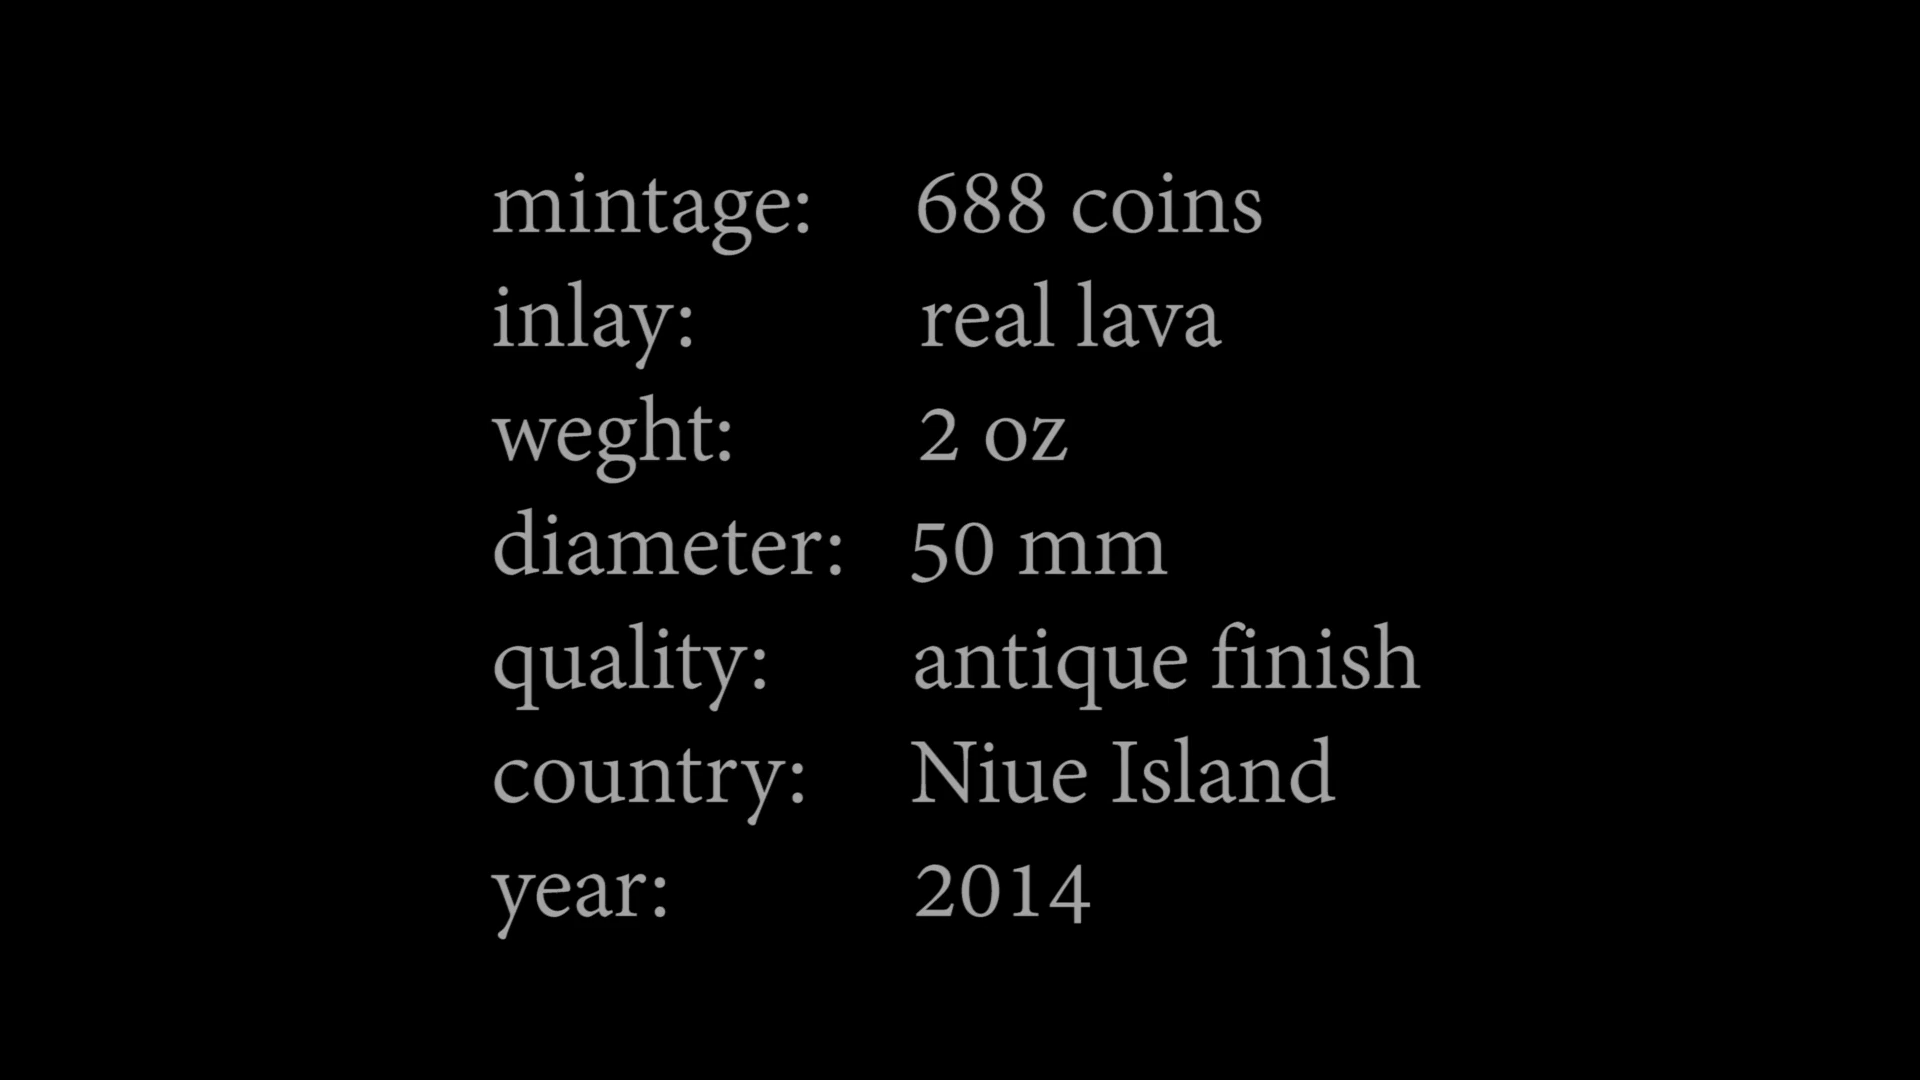 mintage: 688 coins
inlay: real lava
weght: 2 oz
diameter: 50 mm
quality: antique finish
country: Niue Island
year: 2014